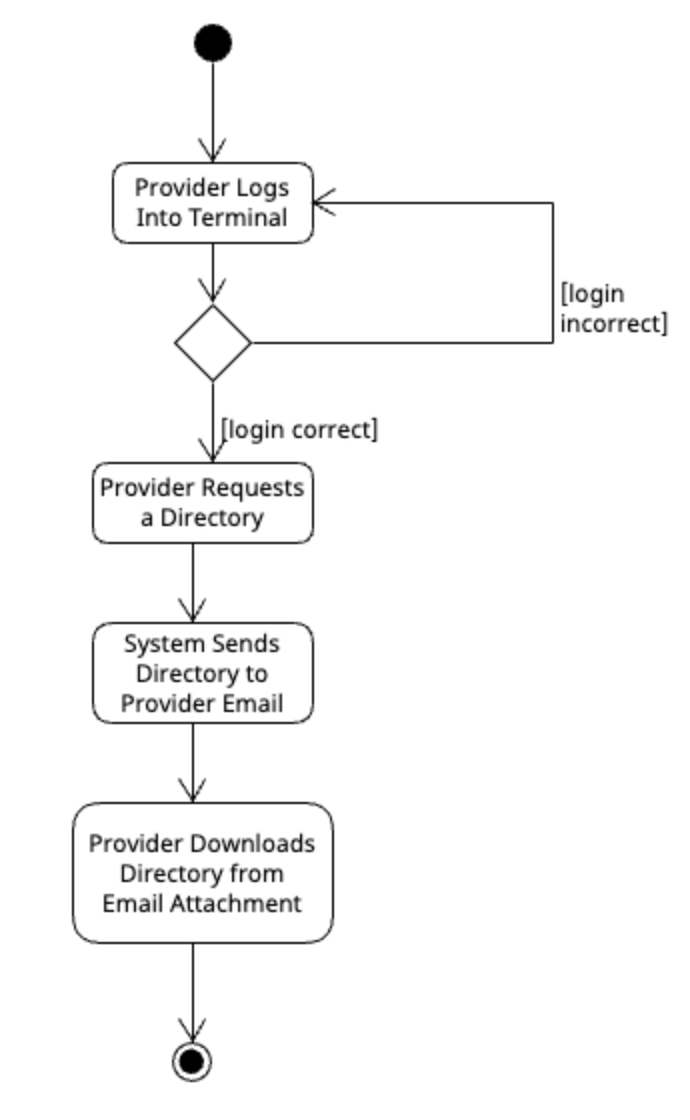 Provider Logs
Into Terminal
[login
incorrect]
[login correct]
Provider Requests
a Directory
System Sends
Directory to
Provider Email
Provider Downloads
Directory from
Email Attachment